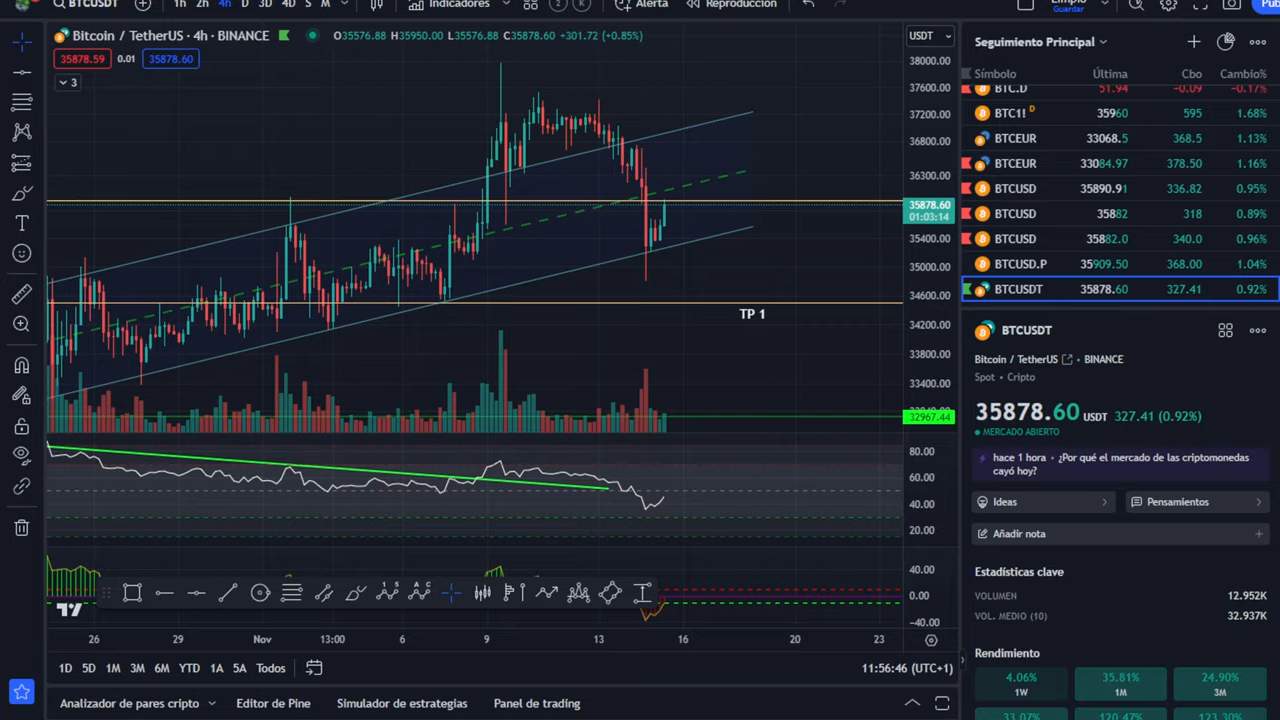 BTCUSDT
1h 2h 4h D 3D 4D S M
Indicadores
Alerta
Reproducción
Limpio
Guardar
Bitcoin / TetherUS · 4h · BINANCE
O35576.88 H35950.00 L35576.88 C35878.60 +301.72 (+0.85%)
USDT
35878.59 0.01 35878.60
3
38000.00
37600.00
37200.00
36800.00
36300.00
35878.60
01:03:14
35400.00
35000.00
34600.00
TP 1
34200.00
33800.00
33400.00
32967.44
80.00
60.00
40.00
20.00
40.00
0.00
−40.00
26 29 Nov 13:00 6 9 13 16 20 23
1D 5D 1M 3M 6M YTD 1A 5A Todos
11:56:46 (UTC+1)
Analizador de pares cripto
Editor de Pine
Simulador de estrategias
Panel de trading
Seguimiento Principal
Símbolo Última Cbo Cambio%
BTC.D 51.94 −0.09 −0.17%
BTC1! D 35960 595 1.68%
BTCEUR 33068.5 368.5 1.13%
BTCEUR 33084.97 378.50 1.16%
BTCUSD 35890.91 336.82 0.95%
BTCUSD 35882 318 0.89%
BTCUSD 35882.0 340.0 0.96%
BTCUSD.P 35909.50 368.00 1.04%
BTCUSDT 35878.60 327.41 0.92%
BTCUSDT
Bitcoin / TetherUS • BINANCE
Spot • Cripto
35878.60 USDT 327.41 (0.92%)
MERCADO ABIERTO
hace 1 hora • ¿Por qué el mercado de las criptomonedas
cayó hoy?
Ideas
Pensamientos
Añadir nota
Estadísticas clave
VOLUMEN 12.952K
VOL. MEDIO (10) 32.937K
Rendimiento
4.06% 35.81% 24.90%
1W 1M 3M
33.07% 120.47% 123.30%